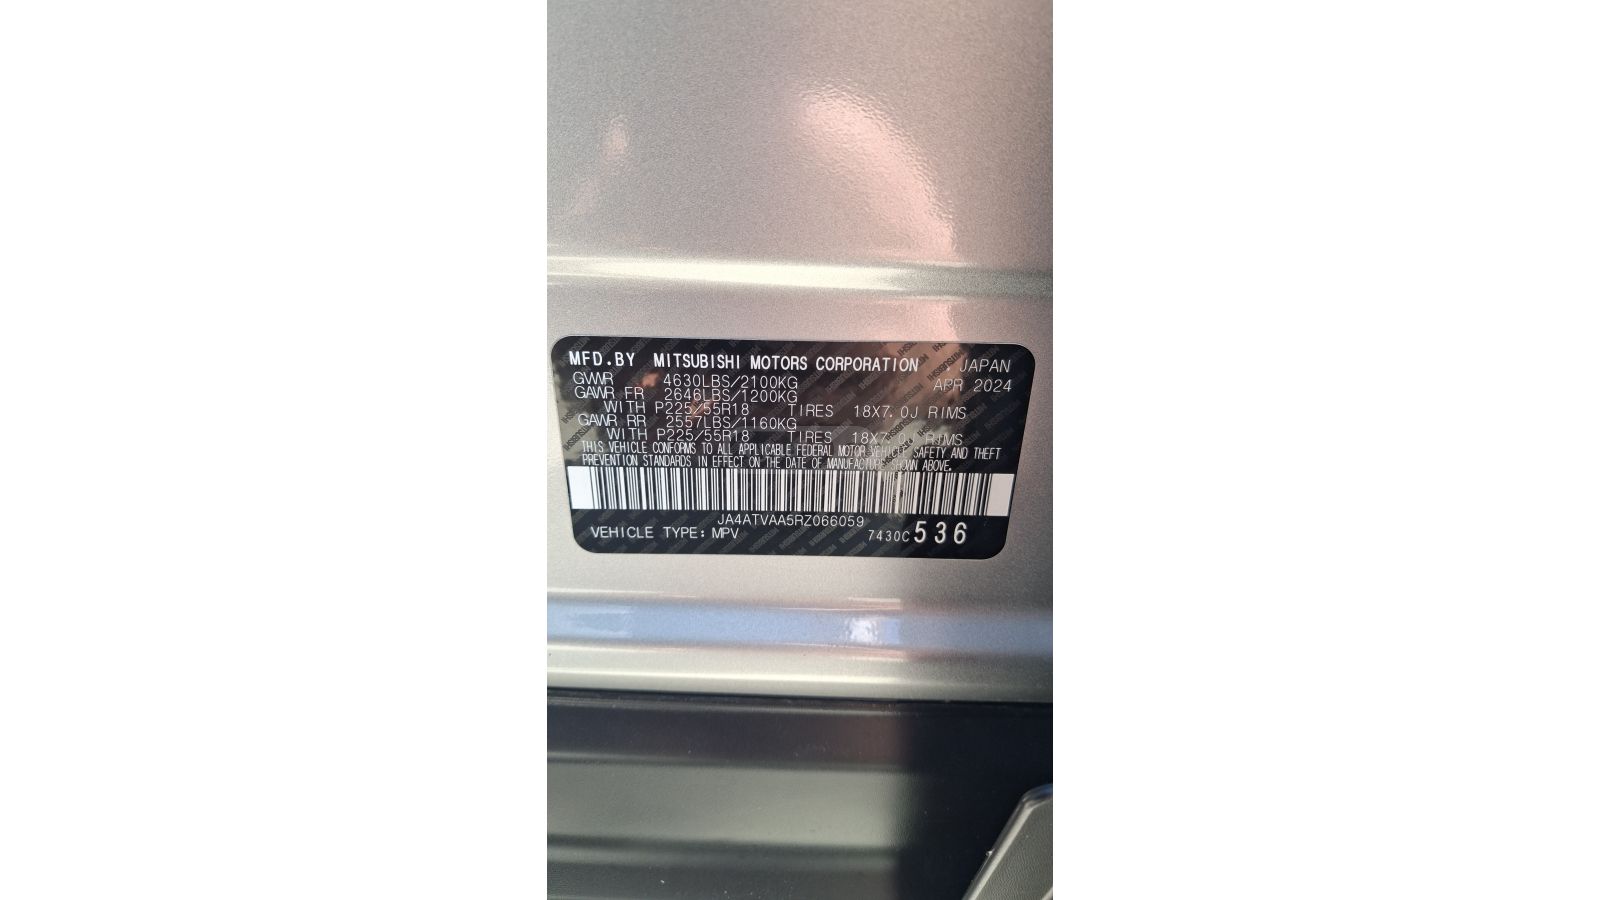 MFD.BY MITSUBISHI MOTORS CORPORATION JAPAN
GVWR 4630LBS/2100KG APR 2024
GAWR FR 2646LBS/1200KG
WITH P225/55R18 TIRES 18X7.0J RIMS
GAWR RR 2557LBS/1160KG
WITH P225/55R18 TIRES 18X7.0J RIMS
THIS VEHICLE CONFORMS TO ALL APPLICABLE FEDERAL MOTOR VEHICLE SAFETY AND THEFT
PREVENTION STANDARDS IN EFFECT ON THE DATE OF MANUFACTURE SHOWN ABOVE.
JA4ATVAA5RZ066059
VEHICLE TYPE: MPV 7430C 536